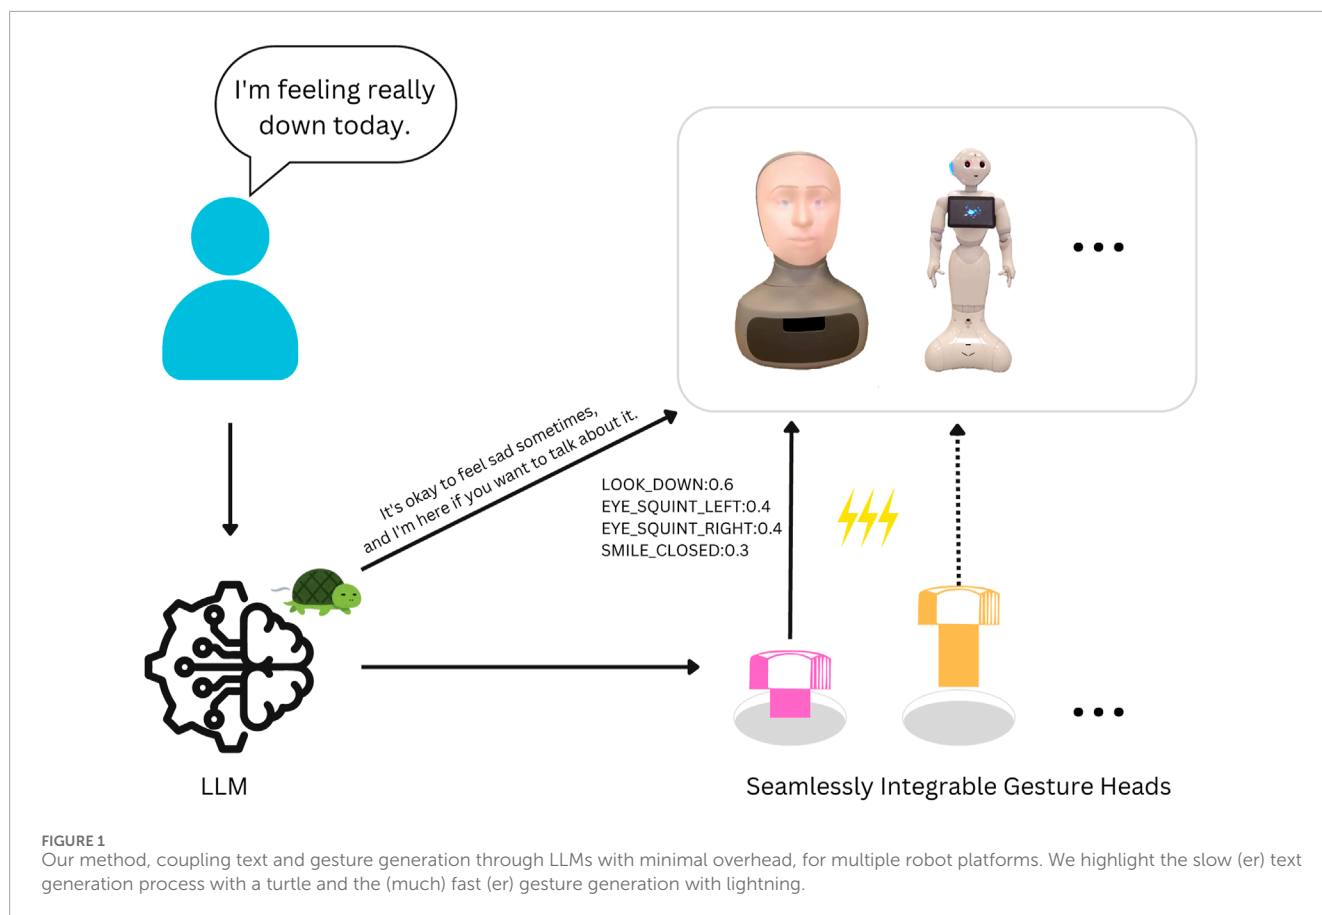 I'm feeling really
down today.
It's okay to feel sad sometimes,
and I'm here if you want to talk about it.
LOOK_DOWN:0.6
EYE_SQUINT_LEFT:0.4
EYE_SQUINT_RIGHT:0.4
SMILE_CLOSED:0.3
LLM
Seamlessly Integrable Gesture Heads
FIGURE 1
Our method, coupling text and gesture generation through LLMs with minimal overhead, for multiple robot platforms. We highlight the slow (er) text
generation process with a turtle and the (much) fast (er) gesture generation with lightning.